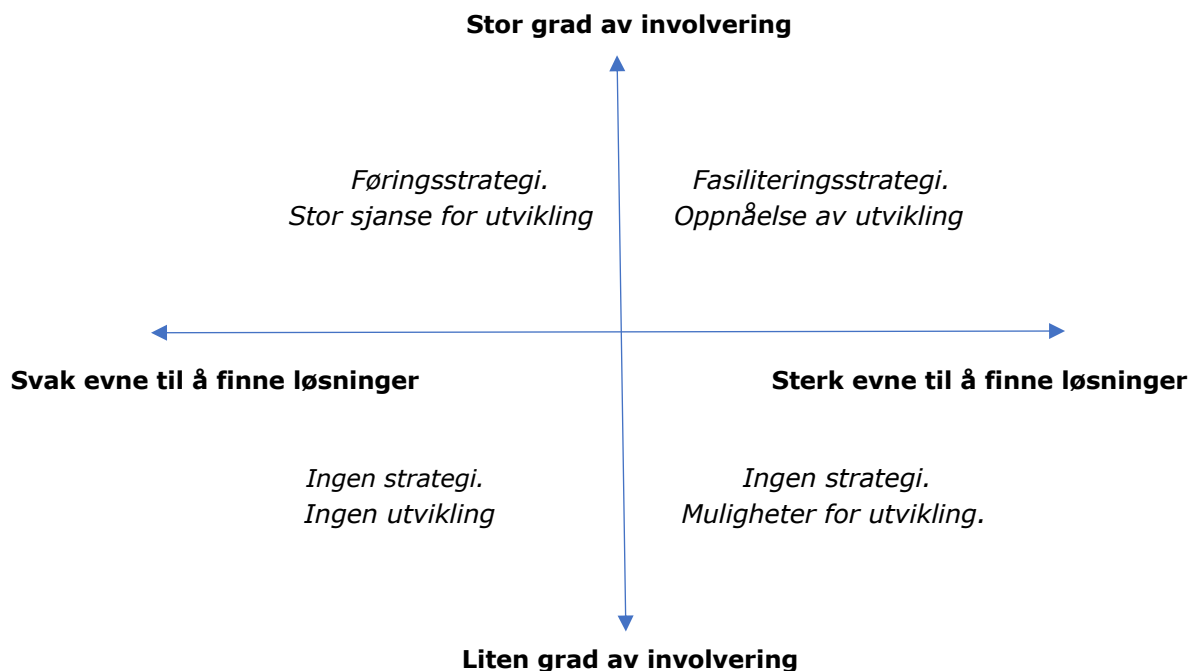 Stor grad av involvering
Føringsstrategi.
Stor sjanse for utvikling
Fasiliteringsstrategi.
Oppnåelse av utvikling
Svak evne til å finne løsninger
Sterk evne til å finne løsninger
Ingen strategi.
Ingen utvikling
Ingen strategi.
Muligheter for utvikling.
Liten grad av involvering